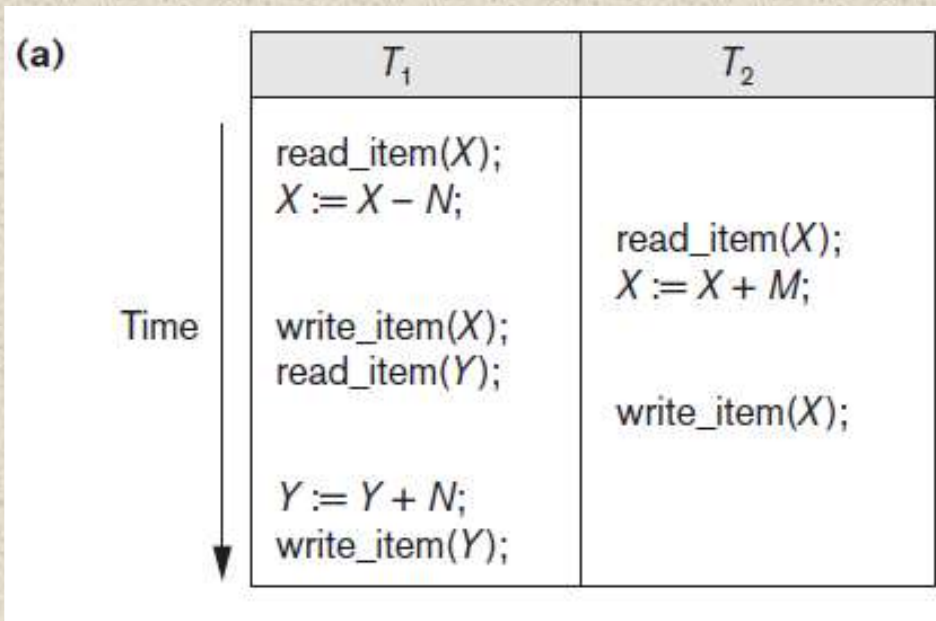 (a)
T₁ T₂
read_item(X);
X := X – N;
read_item(X);
X := X + M;
Time
write_item(X);
read_item(Y);
write_item(X);
Y := Y + N;
write_item(Y);